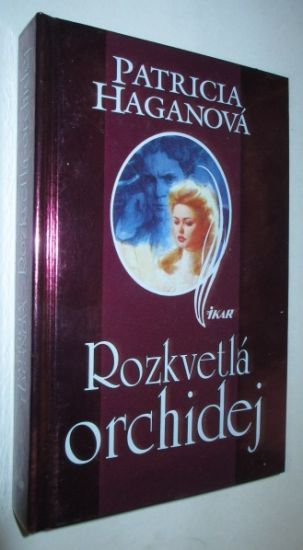 PATRICIA
HAGANOVÁ
IKAR
Rozkvetlá
orchidej